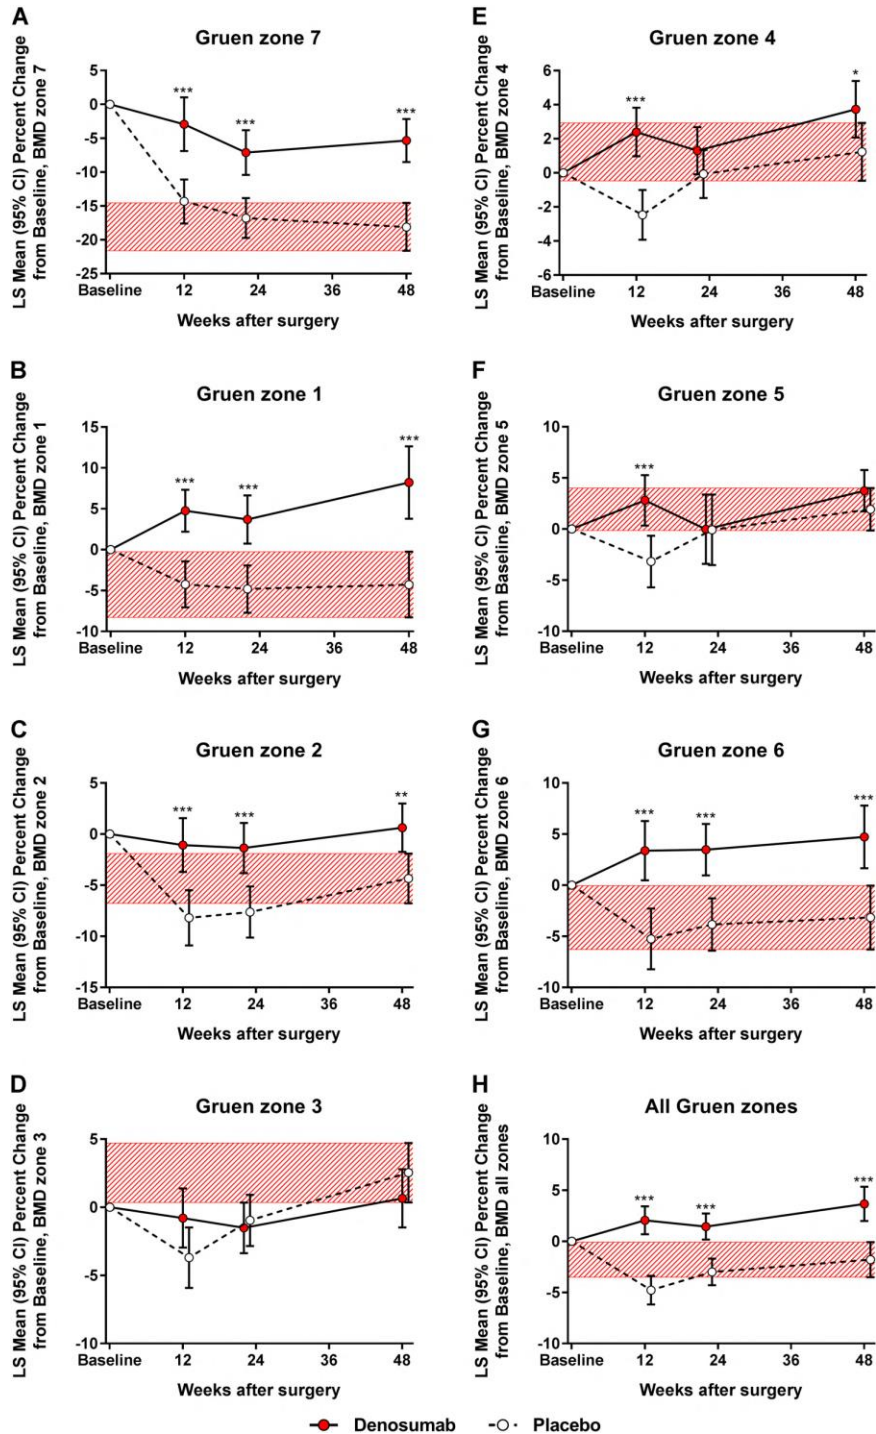 A
Gruen zone 7
LS Mean (95% CI) Percent Change
from Baseline, BMD zone 7
5
0
-5
-10
-15
-20
-25
***
***
***
Baseline
12
24
36
48
Weeks after surgery
B
Gruen zone 1
LS Mean (95% CI) Percent Change
from Baseline, BMD zone 1
15
10
5
0
-5
-10
***
***
***
Baseline
12
24
36
48
Weeks after surgery
C
Gruen zone 2
LS Mean (95% CI) Percent Change
from Baseline, BMD zone 2
5
0
-5
-10
-15
***
***
**
Baseline
12
24
36
48
Weeks after surgery
D
Gruen zone 3
LS Mean (95% CI) Percent Change
from Baseline, BMD zone 3
5
0
-5
-10
Baseline
12
24
36
48
Weeks after surgery
E
Gruen zone 4
LS Mean (95% CI) Percent Change
from Baseline, BMD zone 4
6
4
2
0
-2
-4
-6
***
*
Baseline
12
24
36
48
Weeks after surgery
F
Gruen zone 5
LS Mean (95% CI) Percent Change
from Baseline, BMD zone 5
10
5
0
-5
-10
***
Baseline
12
24
36
48
Weeks after surgery
G
Gruen zone 6
LS Mean (95% CI) Percent Change
from Baseline, BMD zone 6
10
5
0
-5
-10
***
***
***
Baseline
12
24
36
48
Weeks after surgery
H
All Gruen zones
LS Mean (95% CI) Percent Change
from Baseline, BMD all zones
10
5
0
-5
-10
***
***
***
Baseline
12
24
36
48
Weeks after surgery
Denosumab
Placebo